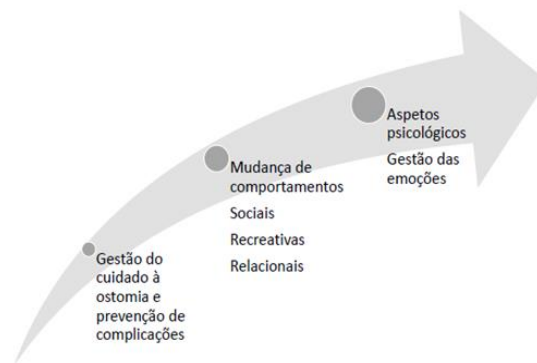 Gestão do
cuidado à
ostomia e
prevenção de
complicações
Mudança de
comportamentos
Sociais
Recreativas
Relacionais
Aspetos
psicológicos
Gestão das
emoções